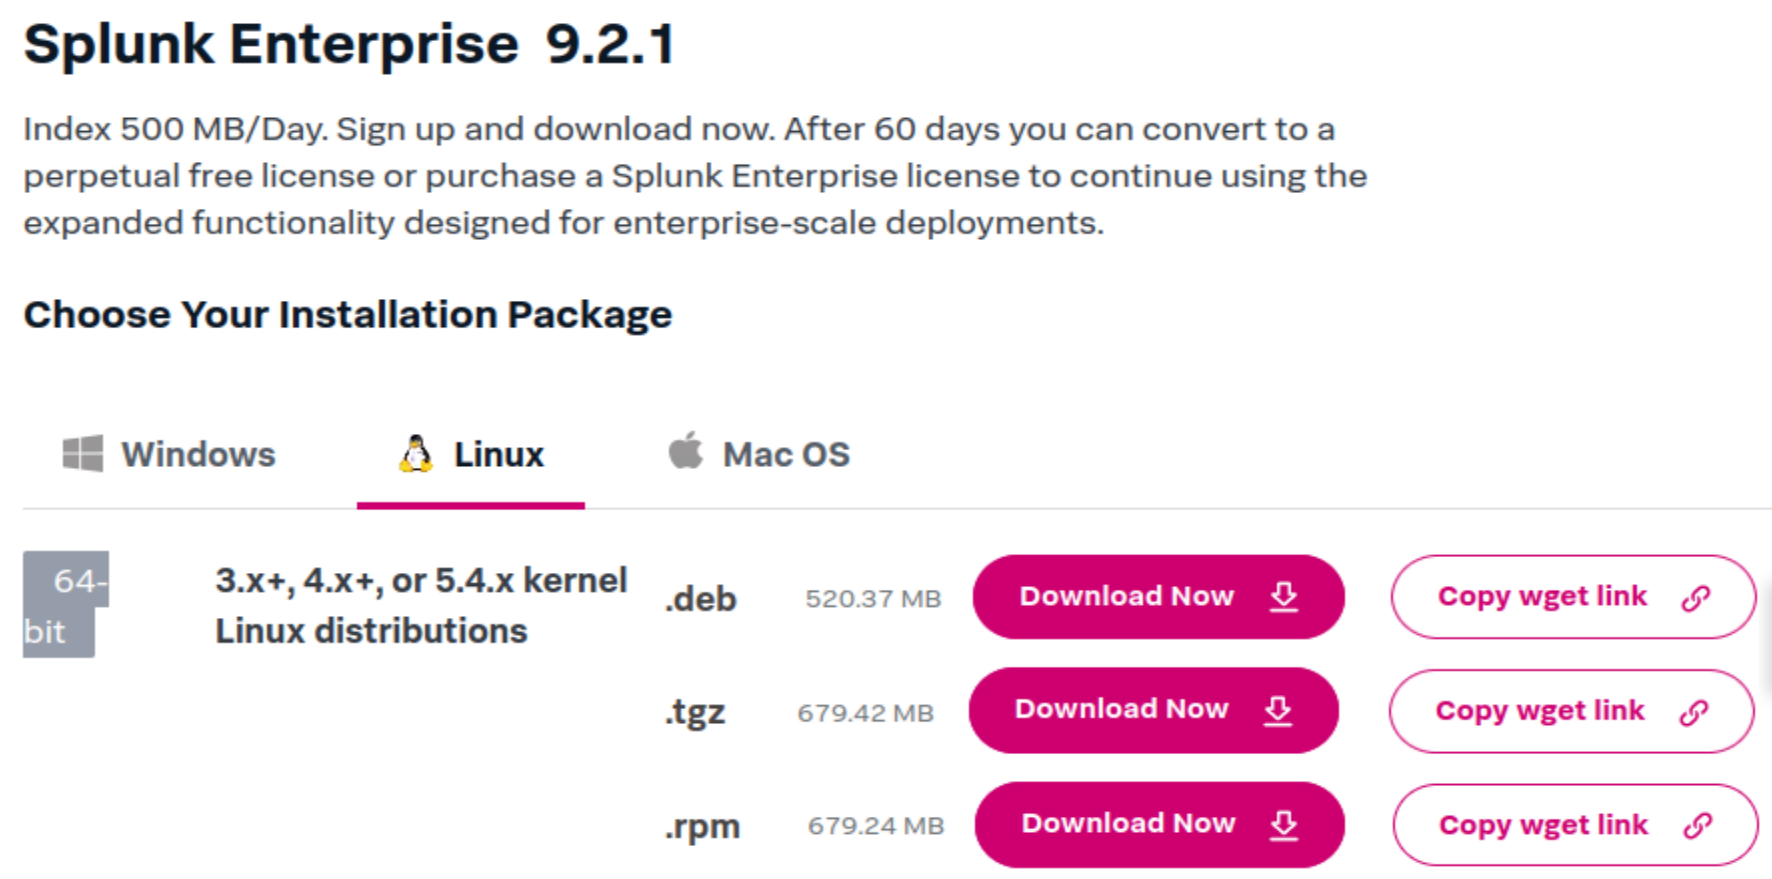 Splunk Enterprise 9.2.1
Index 500 MB/Day. Sign up and download now. After 60 days you can convert to a
perpetual free license or purchase a Splunk Enterprise license to continue using the
expanded functionality designed for enterprise-scale deployments.
Choose Your Installation Package
Windows Linux Mac OS
64-
bit
3.x+, 4.x+, or 5.4.x kernel
Linux distributions
.deb 520.37 MB Download Now Copy wget link
.tgz 679.42 MB Download Now Copy wget link
.rpm 679.24 MB Download Now Copy wget link